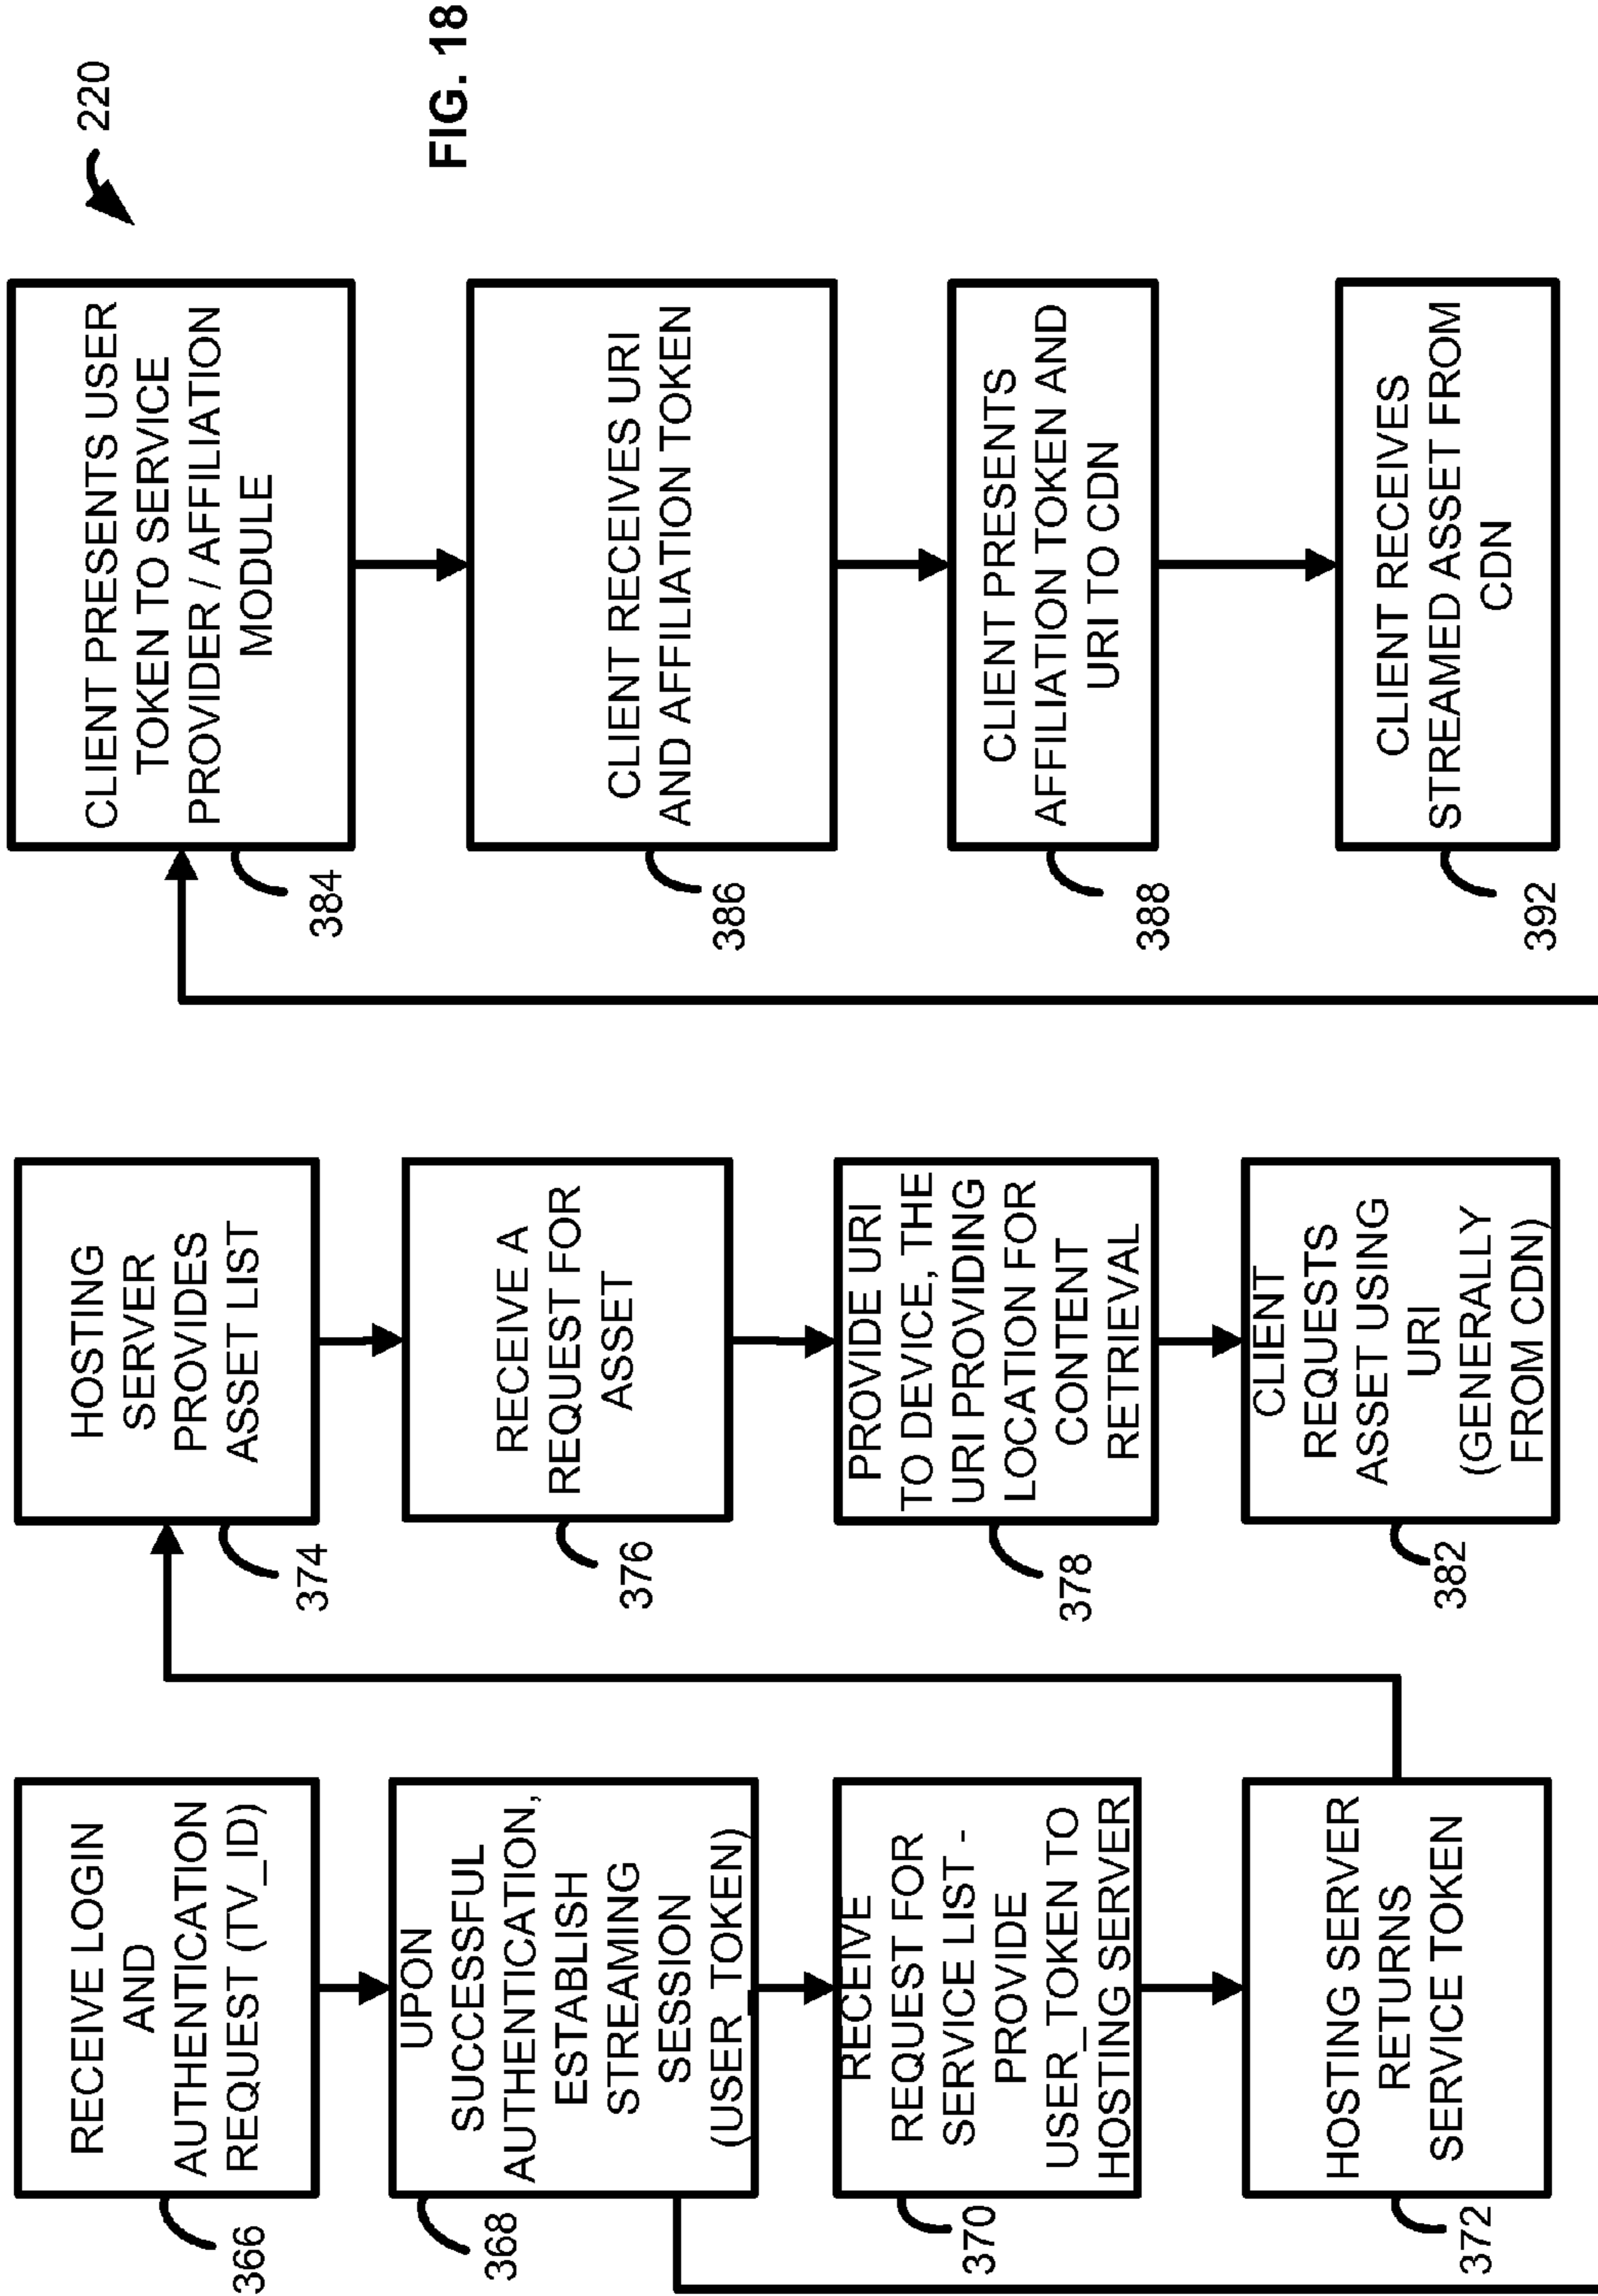 220
FIG. 18
RECEIVE LOGIN
AND
AUTHENTICATION
REQUEST (TV_ID)
366
UPON
SUCCESSFUL
AUTHENTICATION,
ESTABLISH
STREAMING
SESSION
(USER_TOKEN)
368
RECEIVE
REQUEST FOR
SERVICE LIST -
PROVIDE
USER_TOKEN TO
HOSTING SERVER
370
HOSTING SERVER
RETURNS
SERVICE TOKEN
372
HOSTING
SERVER
PROVIDES
ASSET LIST
374
RECEIVE A
REQUEST FOR
ASSET
376
PROVIDE URI
TO DEVICE, THE
URI PROVIDING
LOCATION FOR
CONTENT
RETRIEVAL
378
CLIENT
REQUESTS
ASSET USING
URI
(GENERALLY
FROM CDN)
382
CLIENT PRESENTS USER
TOKEN TO SERVICE
PROVIDER / AFFILIATION
MODULE
384
CLIENT RECEIVES URI
AND AFFILIATION TOKEN
386
CLIENT PRESENTS
AFFILIATION TOKEN AND
URI TO CDN
388
CLIENT RECEIVES
STREAMED ASSET FROM
CDN
392